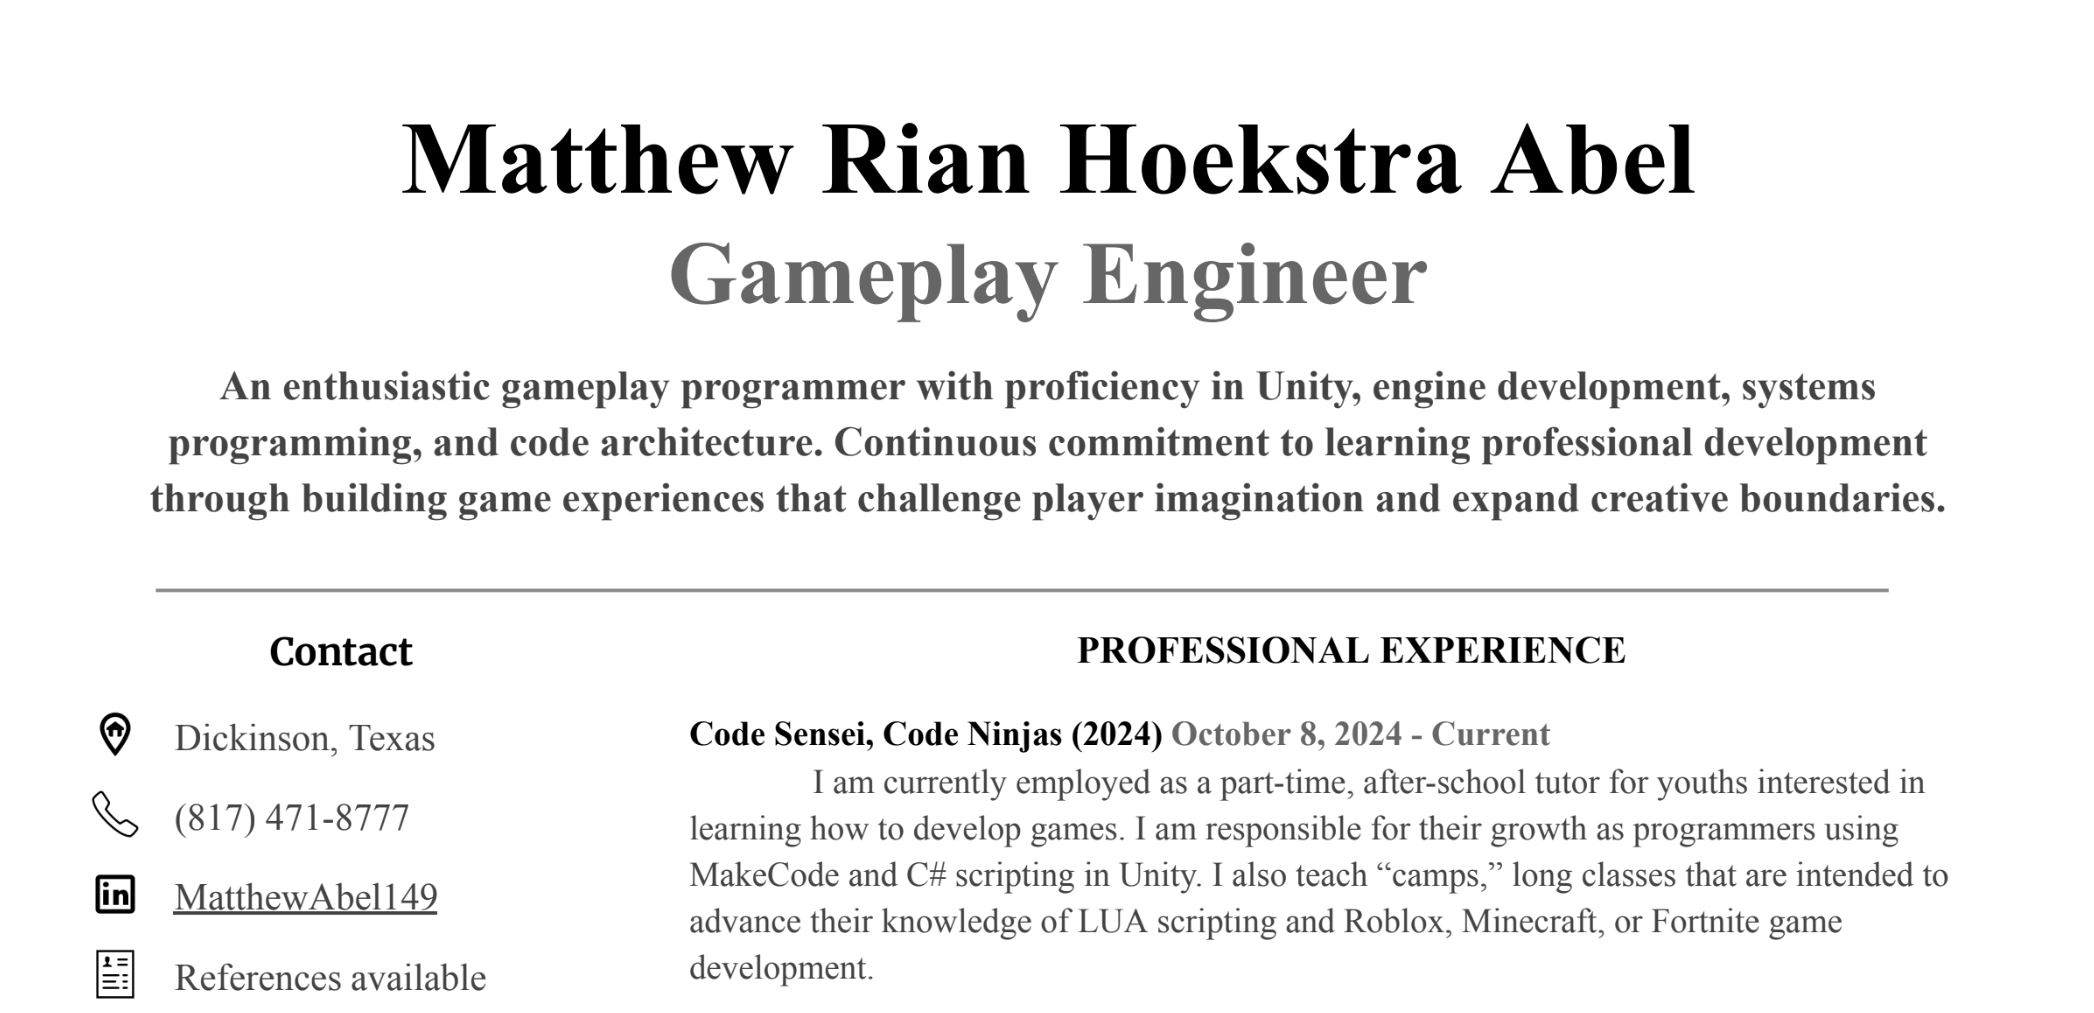 Matthew Rian Hoekstra Abel
Gameplay Engineer
An enthusiastic gameplay programmer with proficiency in Unity, engine development, systems
programming, and code architecture. Continuous commitment to learning professional development
through building game experiences that challenge player imagination and expand creative boundaries.
Contact
Dickinson, Texas
(817) 471-8777
in
MatthewAbel149
References available
PROFESSIONAL EXPERIENCE
Code Sensei, Code Ninjas (2024) October 8, 2024 - Current
I am currently employed as a part-time, after-school tutor for youths interested in
learning how to develop games. I am responsible for their growth as programmers using
MakeCode and C# scripting in Unity. I also teach “camps,” long classes that are intended to
advance their knowledge of LUA scripting and Roblox, Minecraft, or Fortnite game
development.